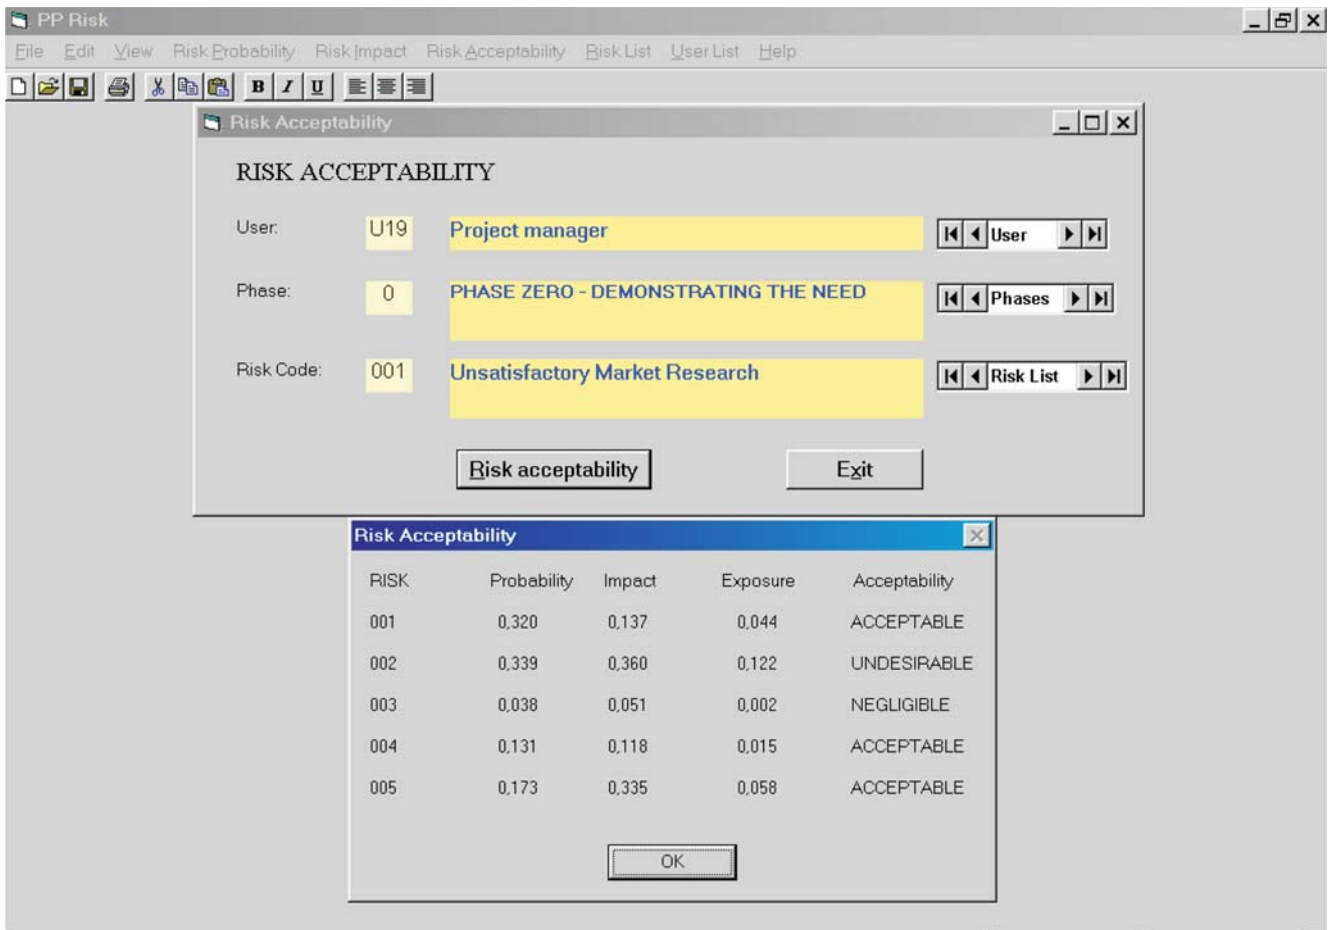 PP Risk
File Edit View Risk Probability Risk Impact Risk Acceptability Risk List User List Help
B I U
Risk Acceptability
RISK ACCEPTABILITY
User: U19 Project manager User
Phase: 0 PHASE ZERO - DEMONSTRATING THE NEED Phases
Risk Code: 001 Unsatisfactory Market Research Risk List
Risk acceptability Exit
Risk Acceptability
RISK Probability Impact Exposure Acceptability
001 0,320 0,137 0,044 ACCEPTABLE
002 0,339 0,360 0,122 UNDESIRABLE
003 0,038 0,051 0,002 NEGLIGIBLE
004 0,131 0,118 0,015 ACCEPTABLE
005 0,173 0,335 0,058 ACCEPTABLE
OK